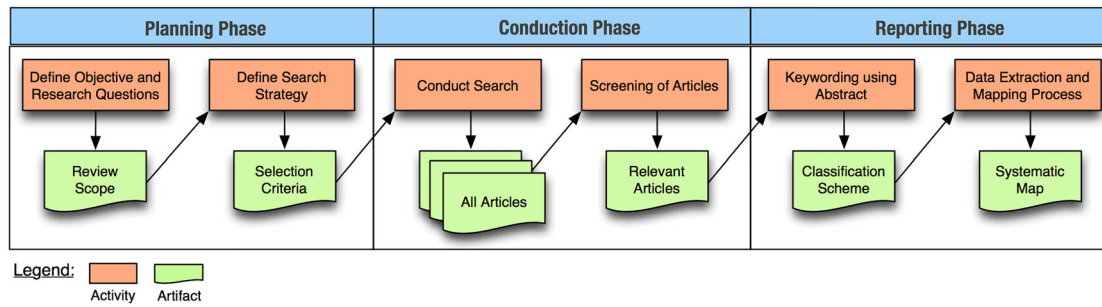 Planning Phase
Conduction Phase
Reporting Phase
Define Objective and
Research Questions
Define Search
Strategy
Conduct Search
Screening of Articles
Keywording using
Abstract
Data Extraction and
Mapping Process
Review
Scope
Selection
Criteria
All Articles
Relevant
Articles
Classification
Scheme
Systematic
Map
Legend:
Activity
Artifact